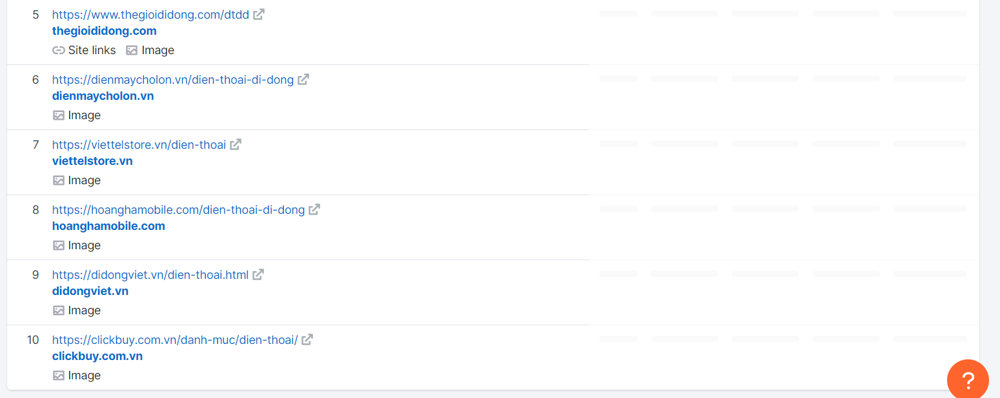 5 https://www.thegioididong.com/dtdd
thegioididong.com
Site links Image
6 https://dienmaycholon.vn/dien-thoai-di-dong
dienmaycholon.vn
Image
7 https://viettelstore.vn/dien-thoai
viettelstore.vn
Image
8 https://hoanghamobile.com/dien-thoai-di-dong
hoanghamobile.com
Image
9 https://didongviet.vn/dien-thoai.html
didongviet.vn
Image
10 https://clickbuy.com.vn/danh-muc/dien-thoai/
clickbuy.com.vn
Image
?